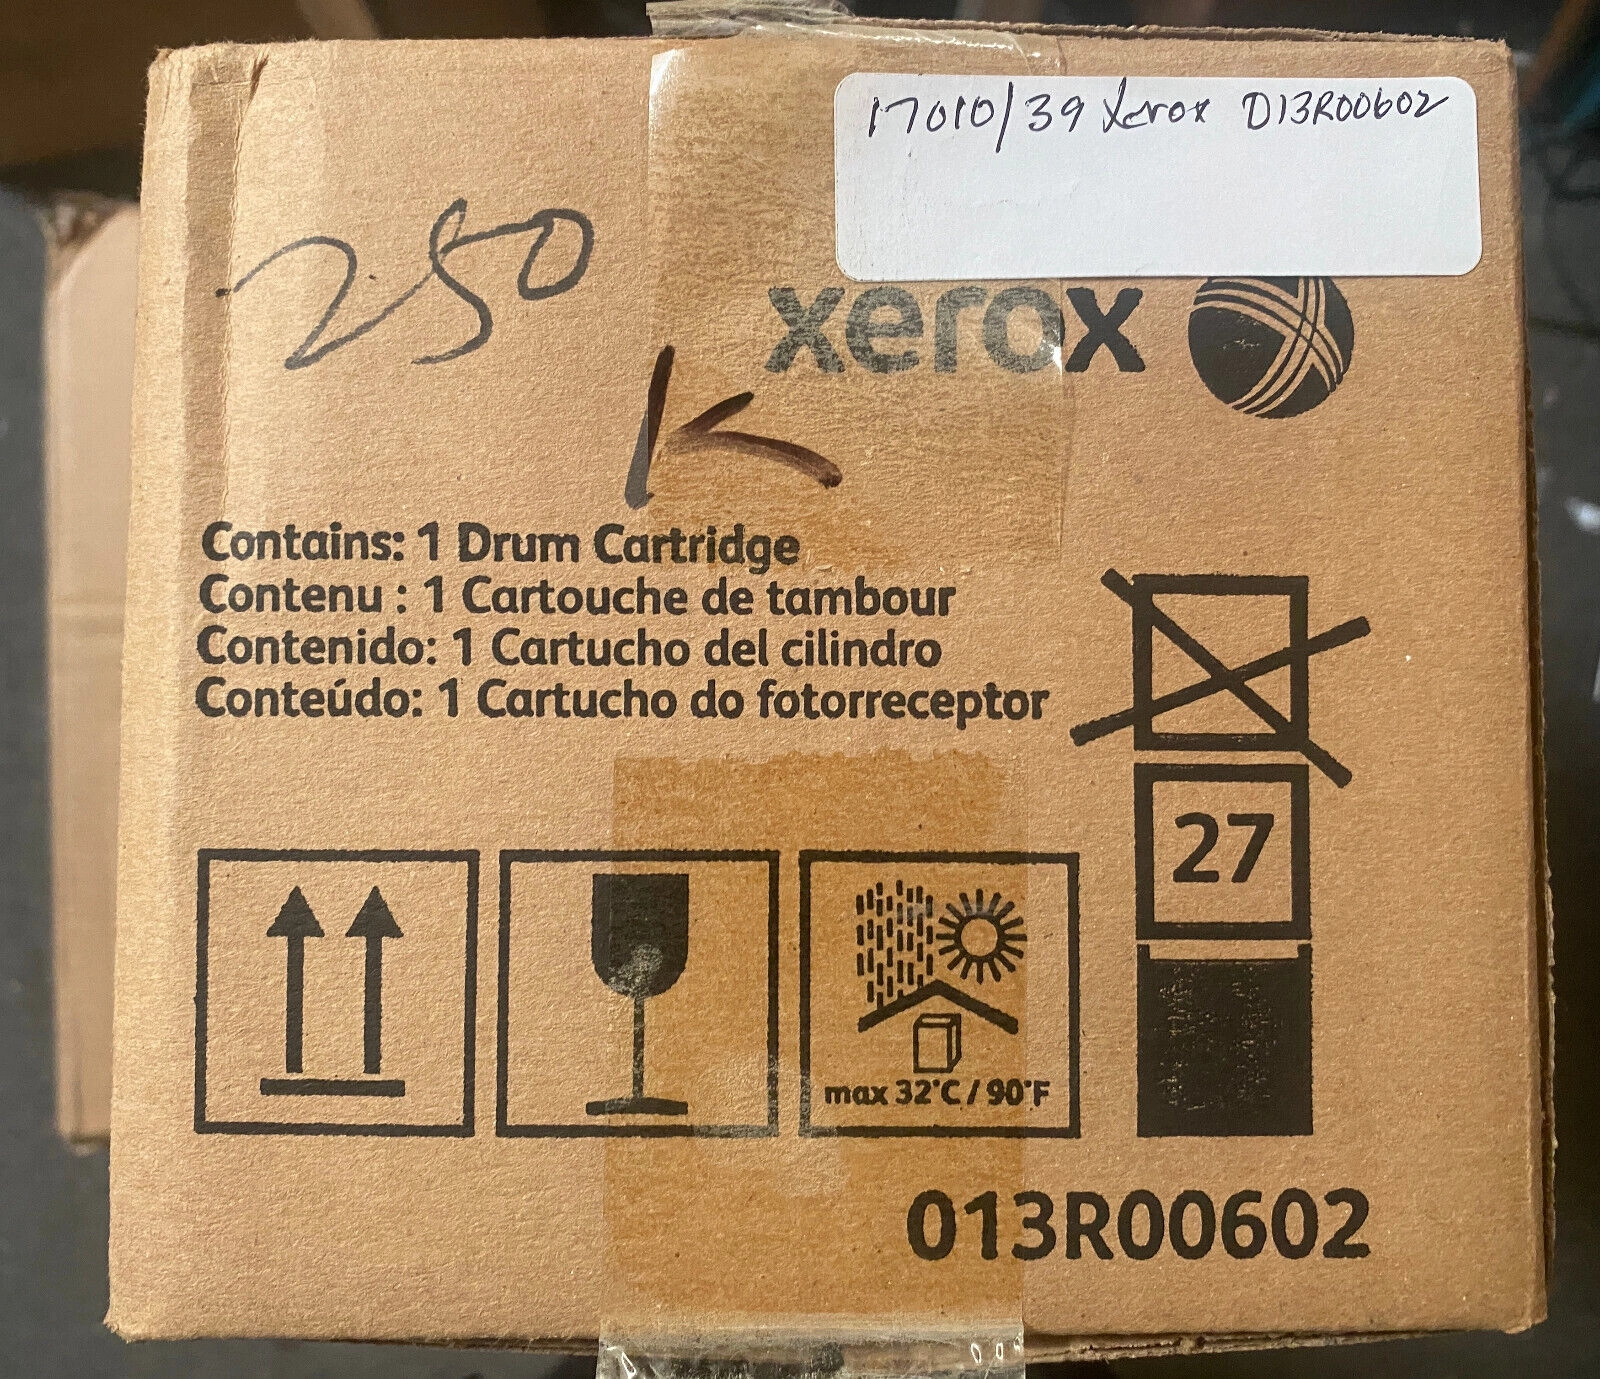 17010/39 Xerox 013R00602
250
xerox
K
Contains: 1 Drum Cartridge
Contenu : 1 Cartouche de tambour
Contenido: 1 Cartucho del cilindro
Conteúdo: 1 Cartucho do fotorreceptor
27
max 32°C / 90°F
013R00602